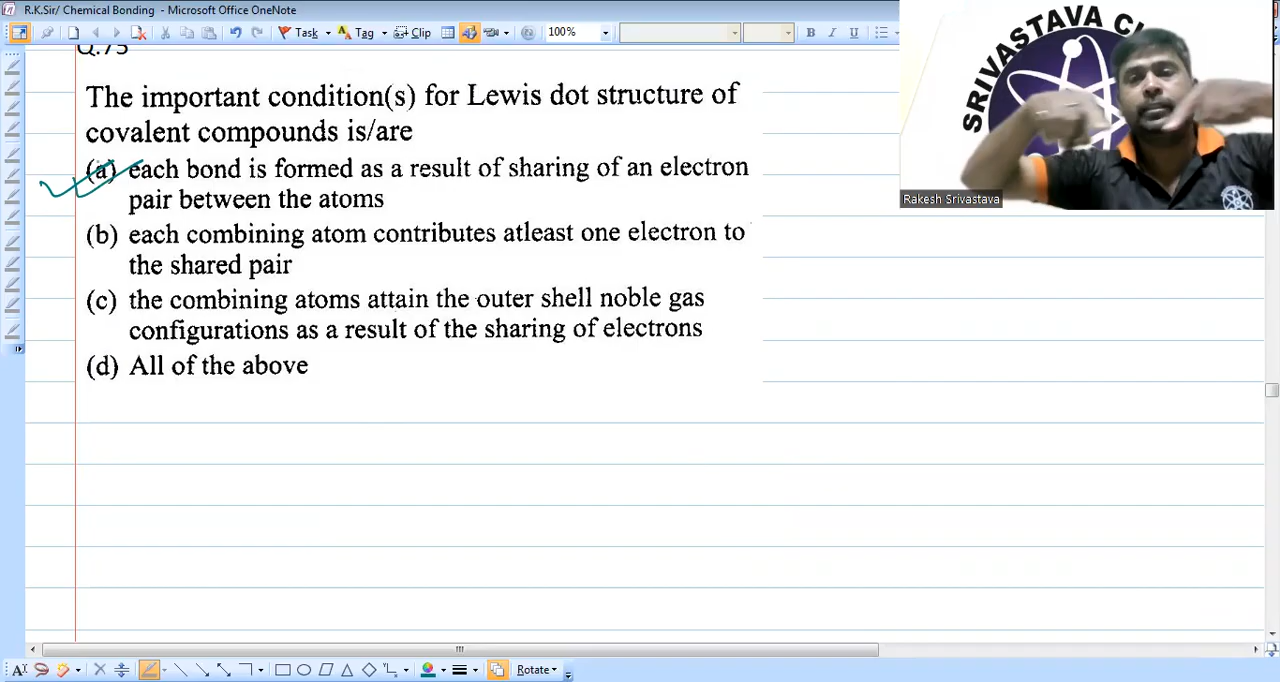 R.K.Sir/ Chemical Bonding - Microsoft Office OneNote
Task Tag Clip 100% B I U
Q.75
The important condition(s) for Lewis dot structure of
covalent compounds is/are
(a) each bond is formed as a result of sharing of an electron
pair between the atoms
(b) each combining atom contributes atleast one electron to
the shared pair
(c) the combining atoms attain the outer shell noble gas
configurations as a result of the sharing of electrons
(d) All of the above
SRIVASTAVA
Rakesh Srivastava
Rotate